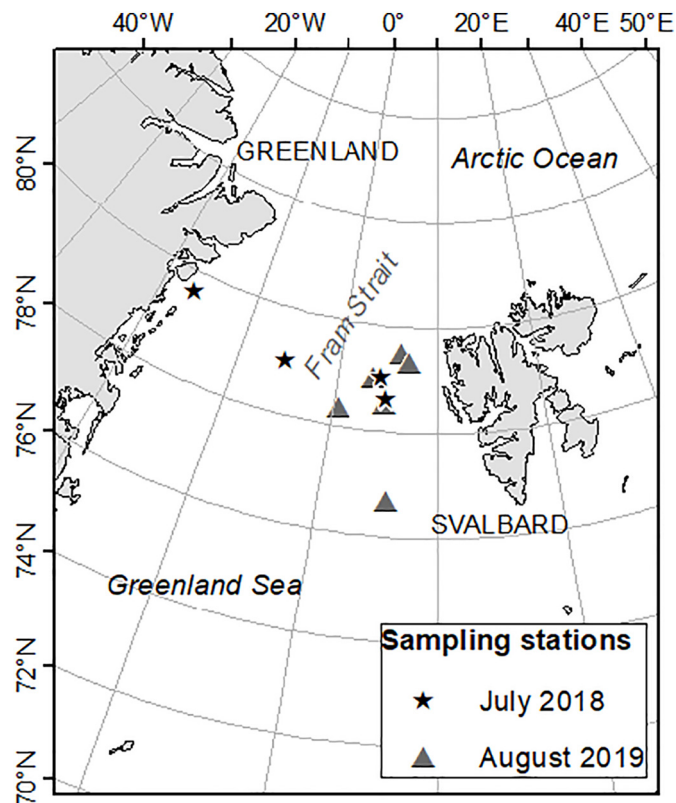 40°W 20°W 0° 20°E 40°E 50°E
80°N
78°N
76°N
74°N
72°N
70°N
GREENLAND
Arctic Ocean
Fram Strait
SVALBARD
Greenland Sea
Sampling stations
July 2018
August 2019